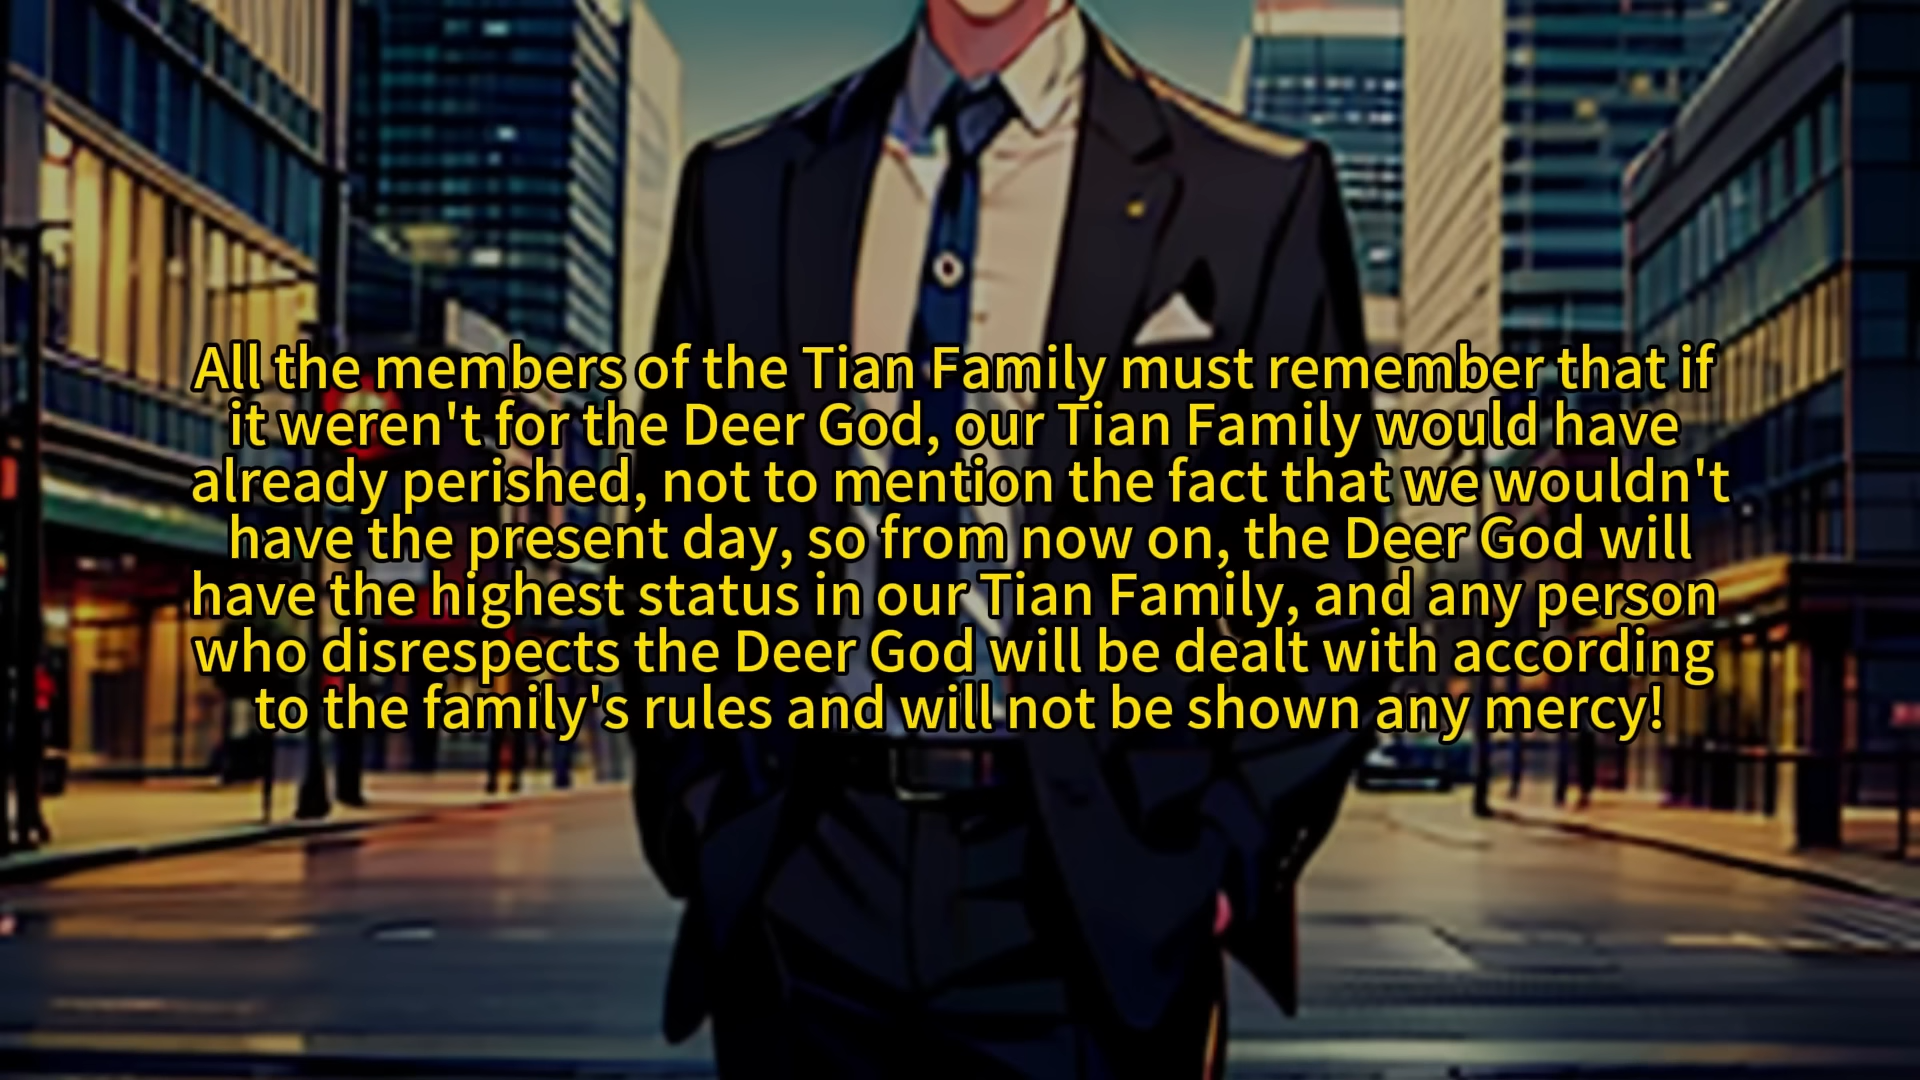 All the members of the Tian Family must remember that if
it weren't for the Deer God, our Tian Family would have
already perished, not to mention the fact that we wouldn't
have the present day, so from now on, the Deer God will
have the highest status in our Tian Family, and any person
who disrespects the Deer God will be dealt with according
to the family's rules and will not be shown any mercy!